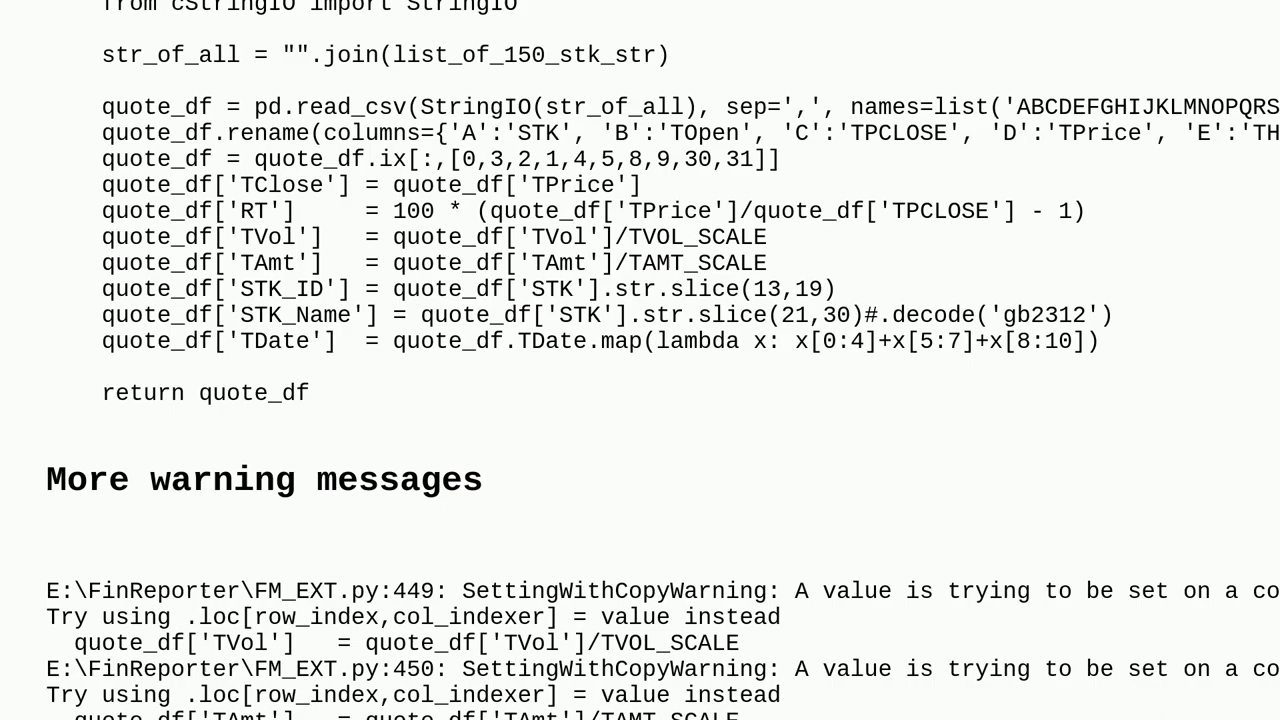 from cStringIO import StringIO
str_of_all = "".join(list_of_150_stk_str)
quote_df = pd.read_csv(StringIO(str_of_all), sep=',', names=list('ABCDEFGHIJKLMNOPQRS
quote_df.rename(columns={'A':'STK', 'B':'TOpen', 'C':'TPCLOSE', 'D':'TPrice', 'E':'TH
quote_df = quote_df.ix[:,[0,3,2,1,4,5,8,9,30,31]]
quote_df['TClose'] = quote_df['TPrice']
quote_df['RT']     = 100 * (quote_df['TPrice']/quote_df['TPCLOSE'] - 1)
quote_df['TVol']   = quote_df['TVol']/TVOL_SCALE
quote_df['TAmt']   = quote_df['TAmt']/TAMT_SCALE
quote_df['STK_ID'] = quote_df['STK'].str.slice(13,19)
quote_df['STK_Name'] = quote_df['STK'].str.slice(21,30)#.decode('gb2312')
quote_df['TDate']  = quote_df.TDate.map(lambda x: x[0:4]+x[5:7]+x[8:10])
return quote_df
More warning messages
E:\FinReporter\FM_EXT.py:449: SettingWithCopyWarning: A value is trying to be set on a co
Try using .loc[row_index,col_indexer] = value instead
quote_df['TVol']   = quote_df['TVol']/TVOL_SCALE
E:\FinReporter\FM_EXT.py:450: SettingWithCopyWarning: A value is trying to be set on a co
Try using .loc[row_index,col_indexer] = value instead
quote_df['TAmt']   = quote_df['TAmt']/TAMT_SCALE